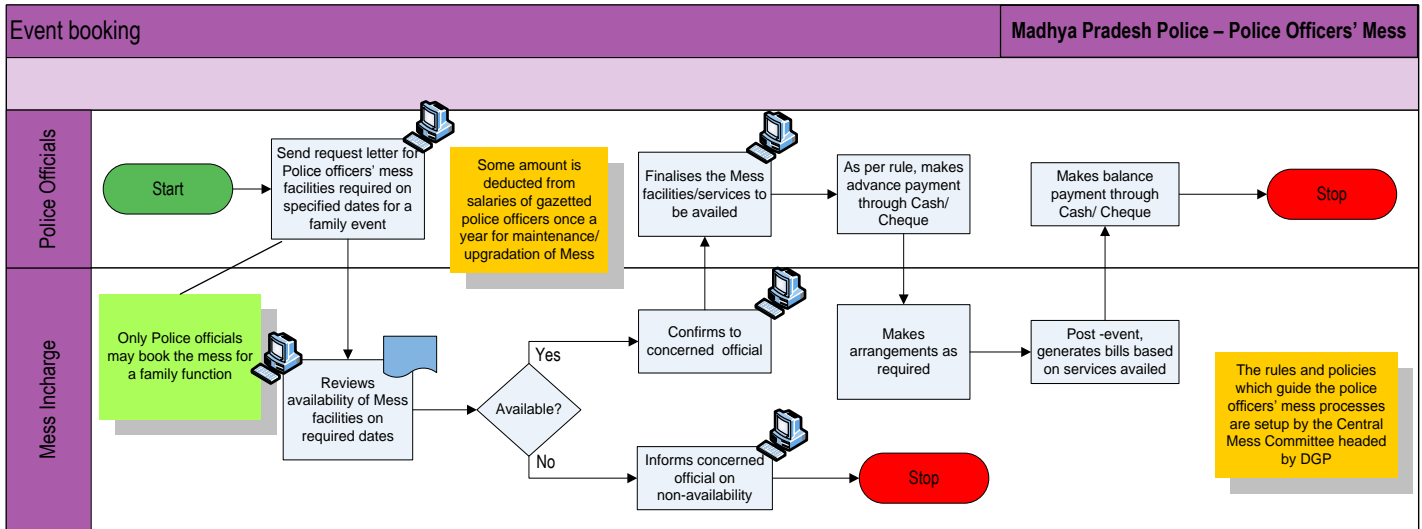 Event booking
Madhya Pradesh Police – Police Officers’ Mess
Police Officials
Start
Send request letter for
Police officers’ mess
facilities required on
specified dates for a
family event
Some amount is
deducted from
salaries of gazetted
police officers once a
year for maintenance/
upgradation of Mess
Finalises the Mess
facilities/services to
be availed
As per rule, makes
advance payment
through Cash/
Cheque
Makes balance
payment through
Cash/ Cheque
Stop
Mess Incharge
Only Police officials
may book the mess for
a family function
Reviews
availability of Mess
facilities on
required dates
Available?
Yes
No
Confirms to
concerned official
Informs concerned
official on
non-availability
Stop
Makes
arrangements as
required
Post -event,
generates bills based
on services availed
The rules and policies
which guide the police
officers’ mess processes
are setup by the Central
Mess Committee headed
by DGP